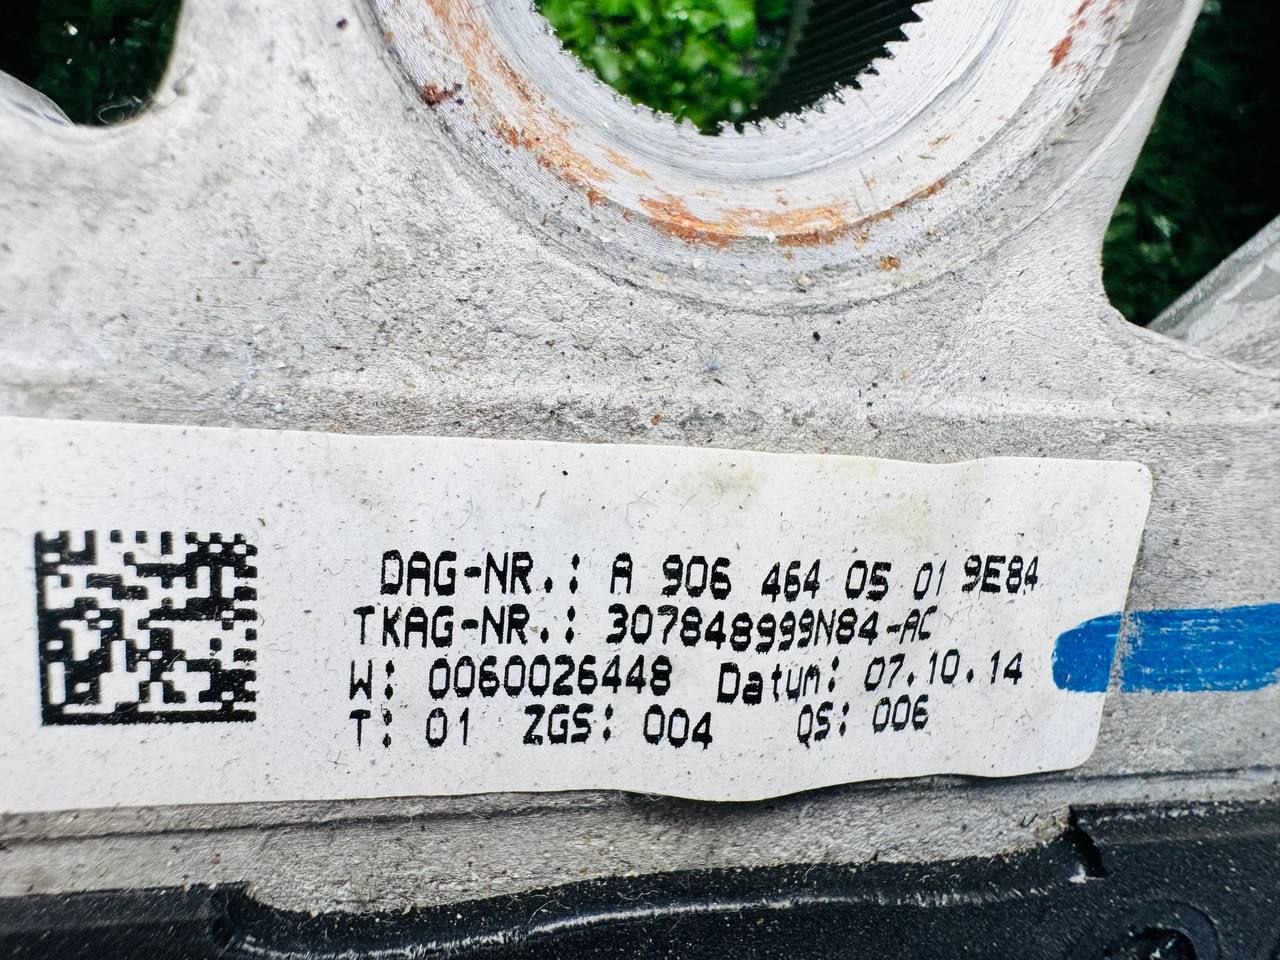 DAG-NR.: A 906 464 05 01 9E84
TKAG-NR.: 307848999N84-AC
W: 0060026448 Datum: 07.10.14
T: 01 ZGS: 004 QS: 006